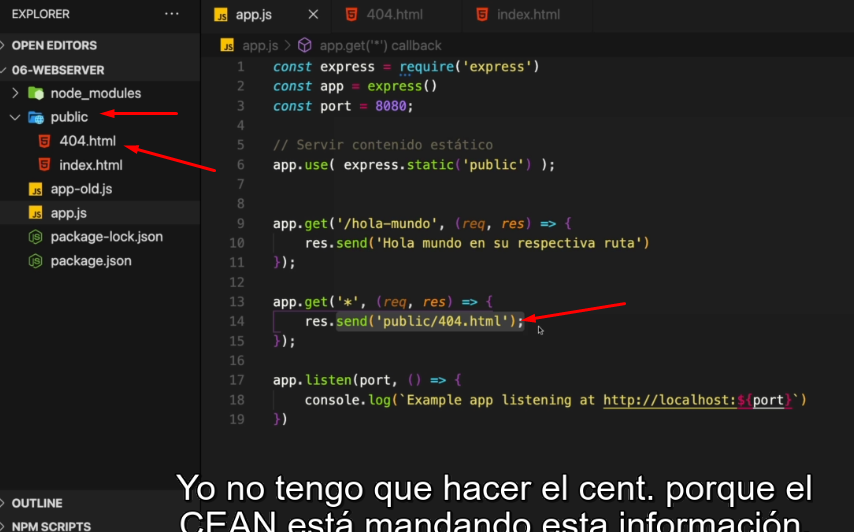 EXPLORER
OPEN EDITORS
06-WEBSERVER
node_modules
public
404.html
index.html
app-old.js
app.js
package-lock.json
package.json
OUTLINE
NPM SCRIPTS
JS app.js
404.html
index.html
JS app.js > app.get('*') callback
1 const express = require('express')
2 const app = express()
3 const port = 8080;
4
5 // Servir contenido estático
6 app.use( express.static('public') );
7
8
9 app.get('/hola-mundo', (req, res) => {
10 res.send('Hola mundo en su respectiva ruta')
11 });
12
13 app.get('*', (req, res) => {
14 res.send('public/404.html');
15 });
16
17 app.listen(port, () => {
18 console.log(`Example app listening at http://localhost:${port}`)
19 })
Yo no tengo que hacer el cent. porque el
CEAN está mandando esta información